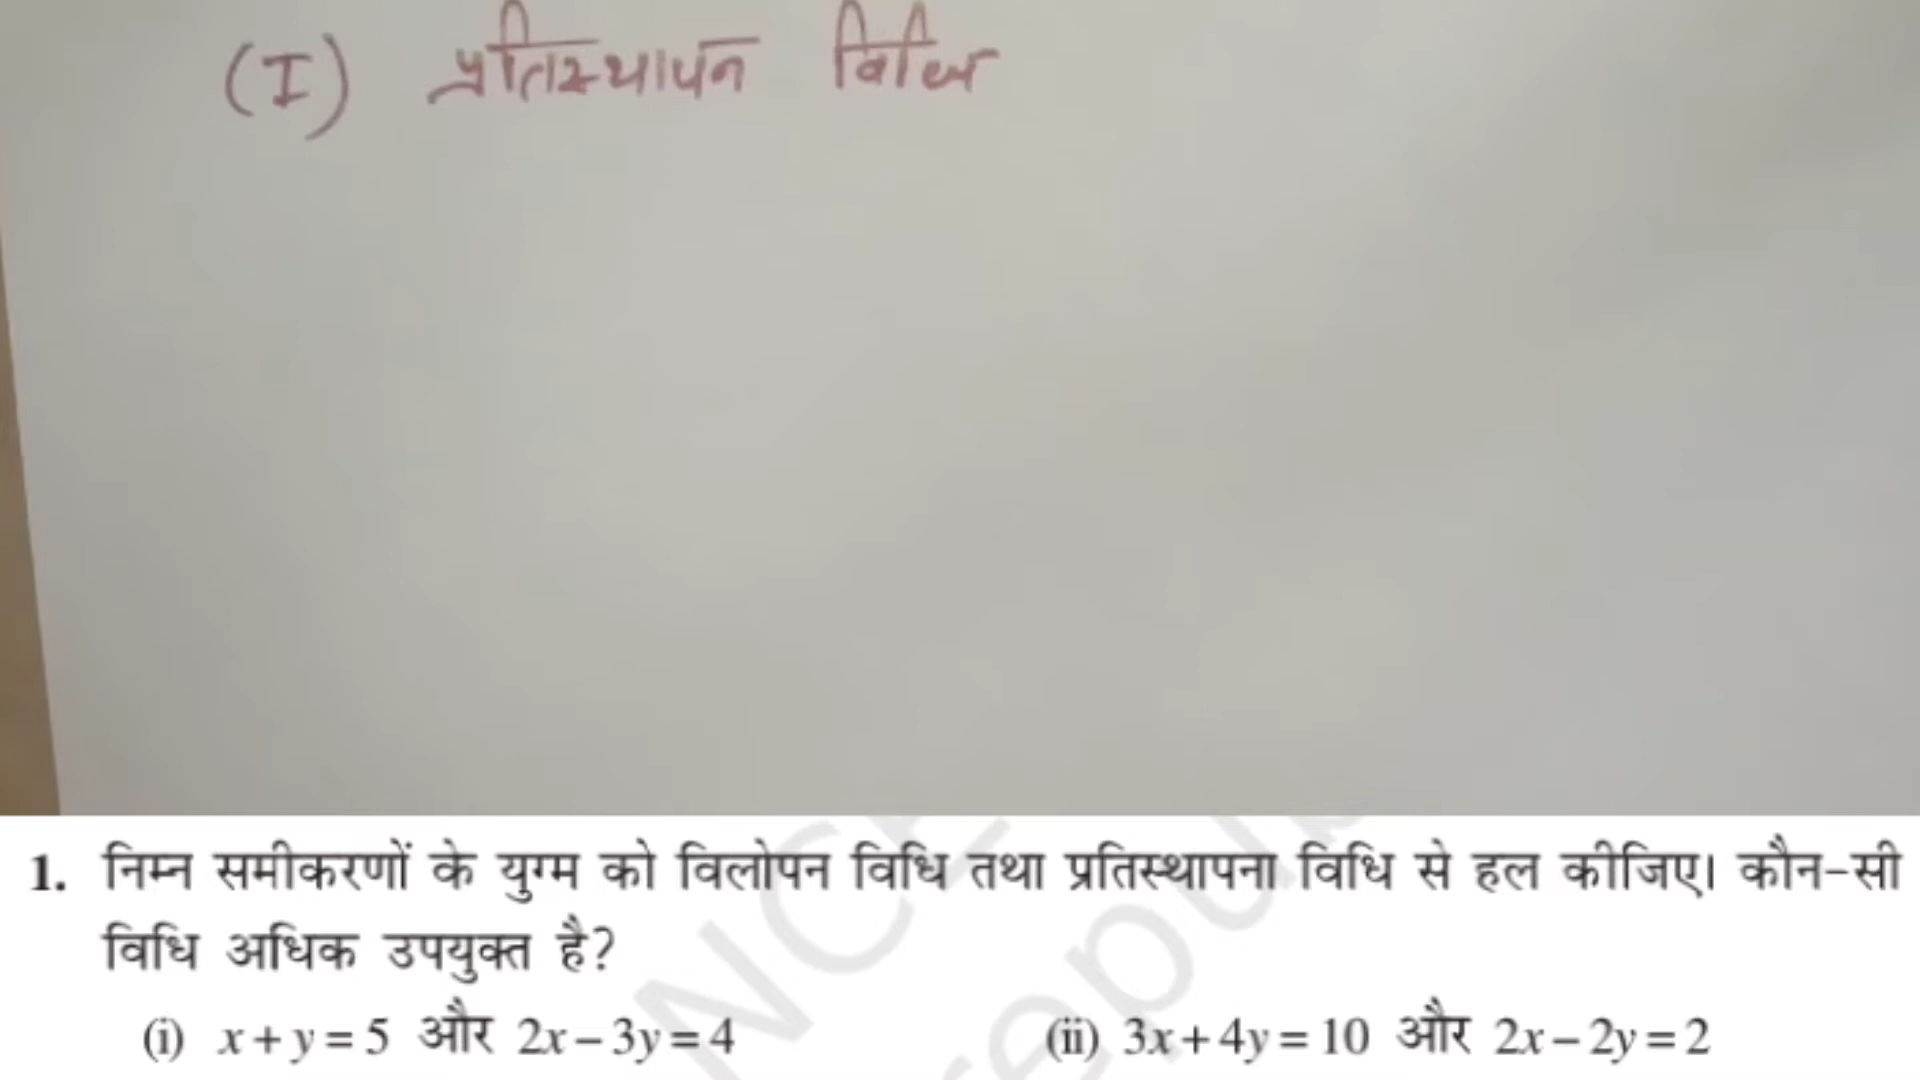 (I) प्रतिस्थापन विधि
1. निम्न समीकरणों के युग्म को विलोपन विधि तथा प्रतिस्थापना विधि से हल कीजिए। कौन-सी
विधि अधिक उपयुक्त है?
(i) x + y = 5 और 2x – 3y = 4 (ii) 3x + 4y = 10 और 2x – 2y = 2